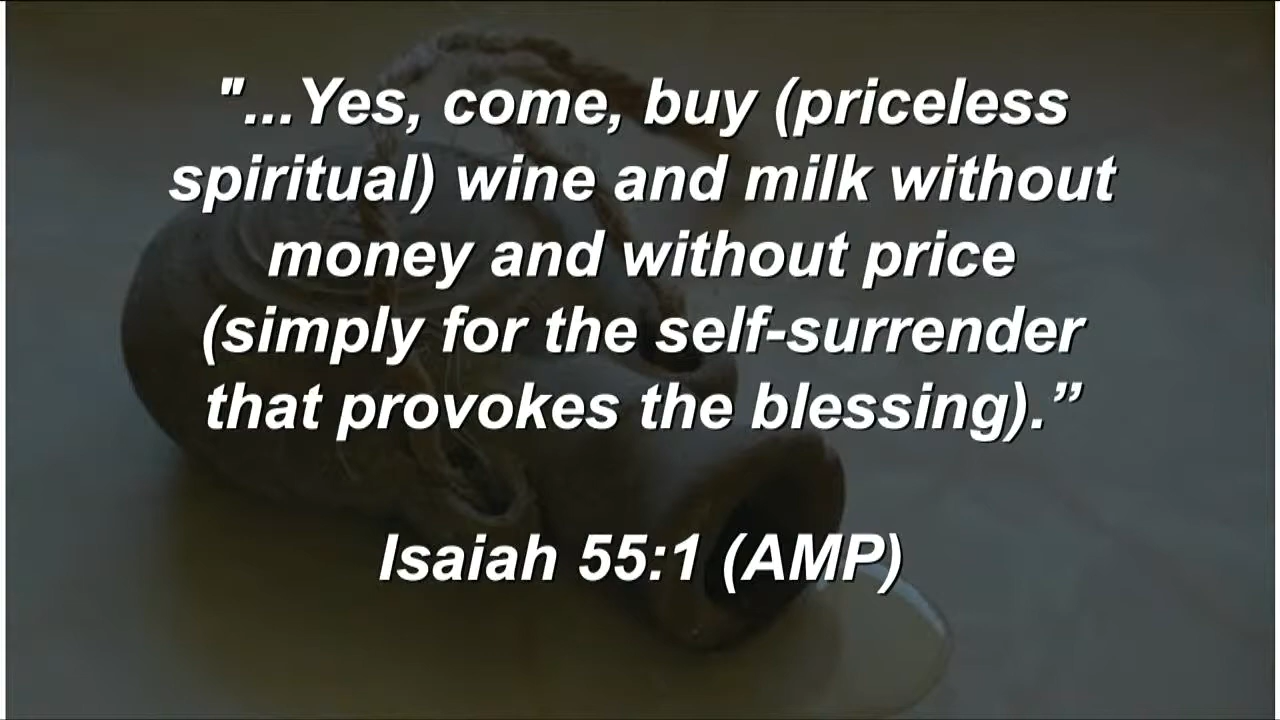 "...Yes, come, buy (priceless
spiritual) wine and milk without
money and without price
(simply for the self-surrender
that provokes the blessing).”
Isaiah 55:1 (AMP)